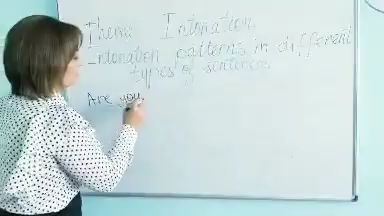 Theme Intonation
Intonation patterns in different
types of sentences
Are you